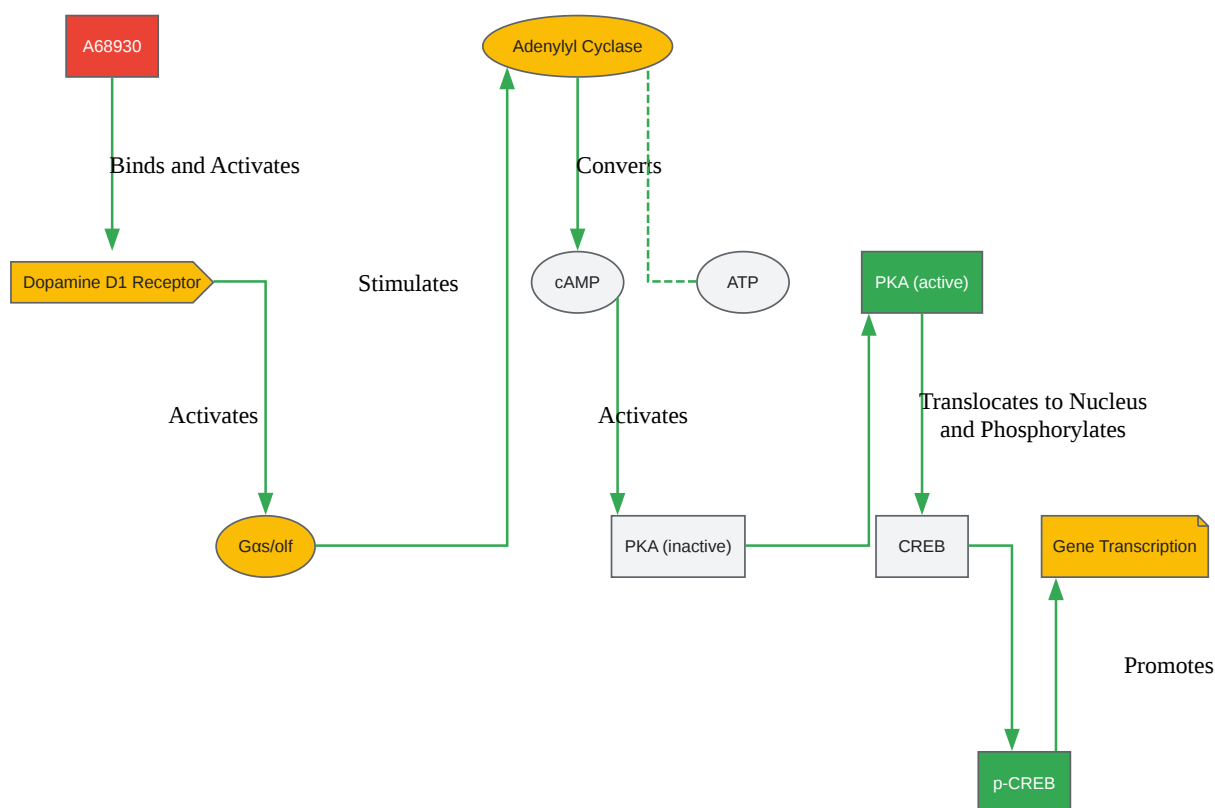 A68930
Adenylyl Cyclase
Binds and Activates
Converts
Dopamine D1 Receptor
Stimulates
cAMP
ATP
PKA (active)
Activates
Activates
Translocates to Nucleus
and Phosphorylates
Gαs/olf
PKA (inactive)
CREB
Gene Transcription
Promotes
p-CREB